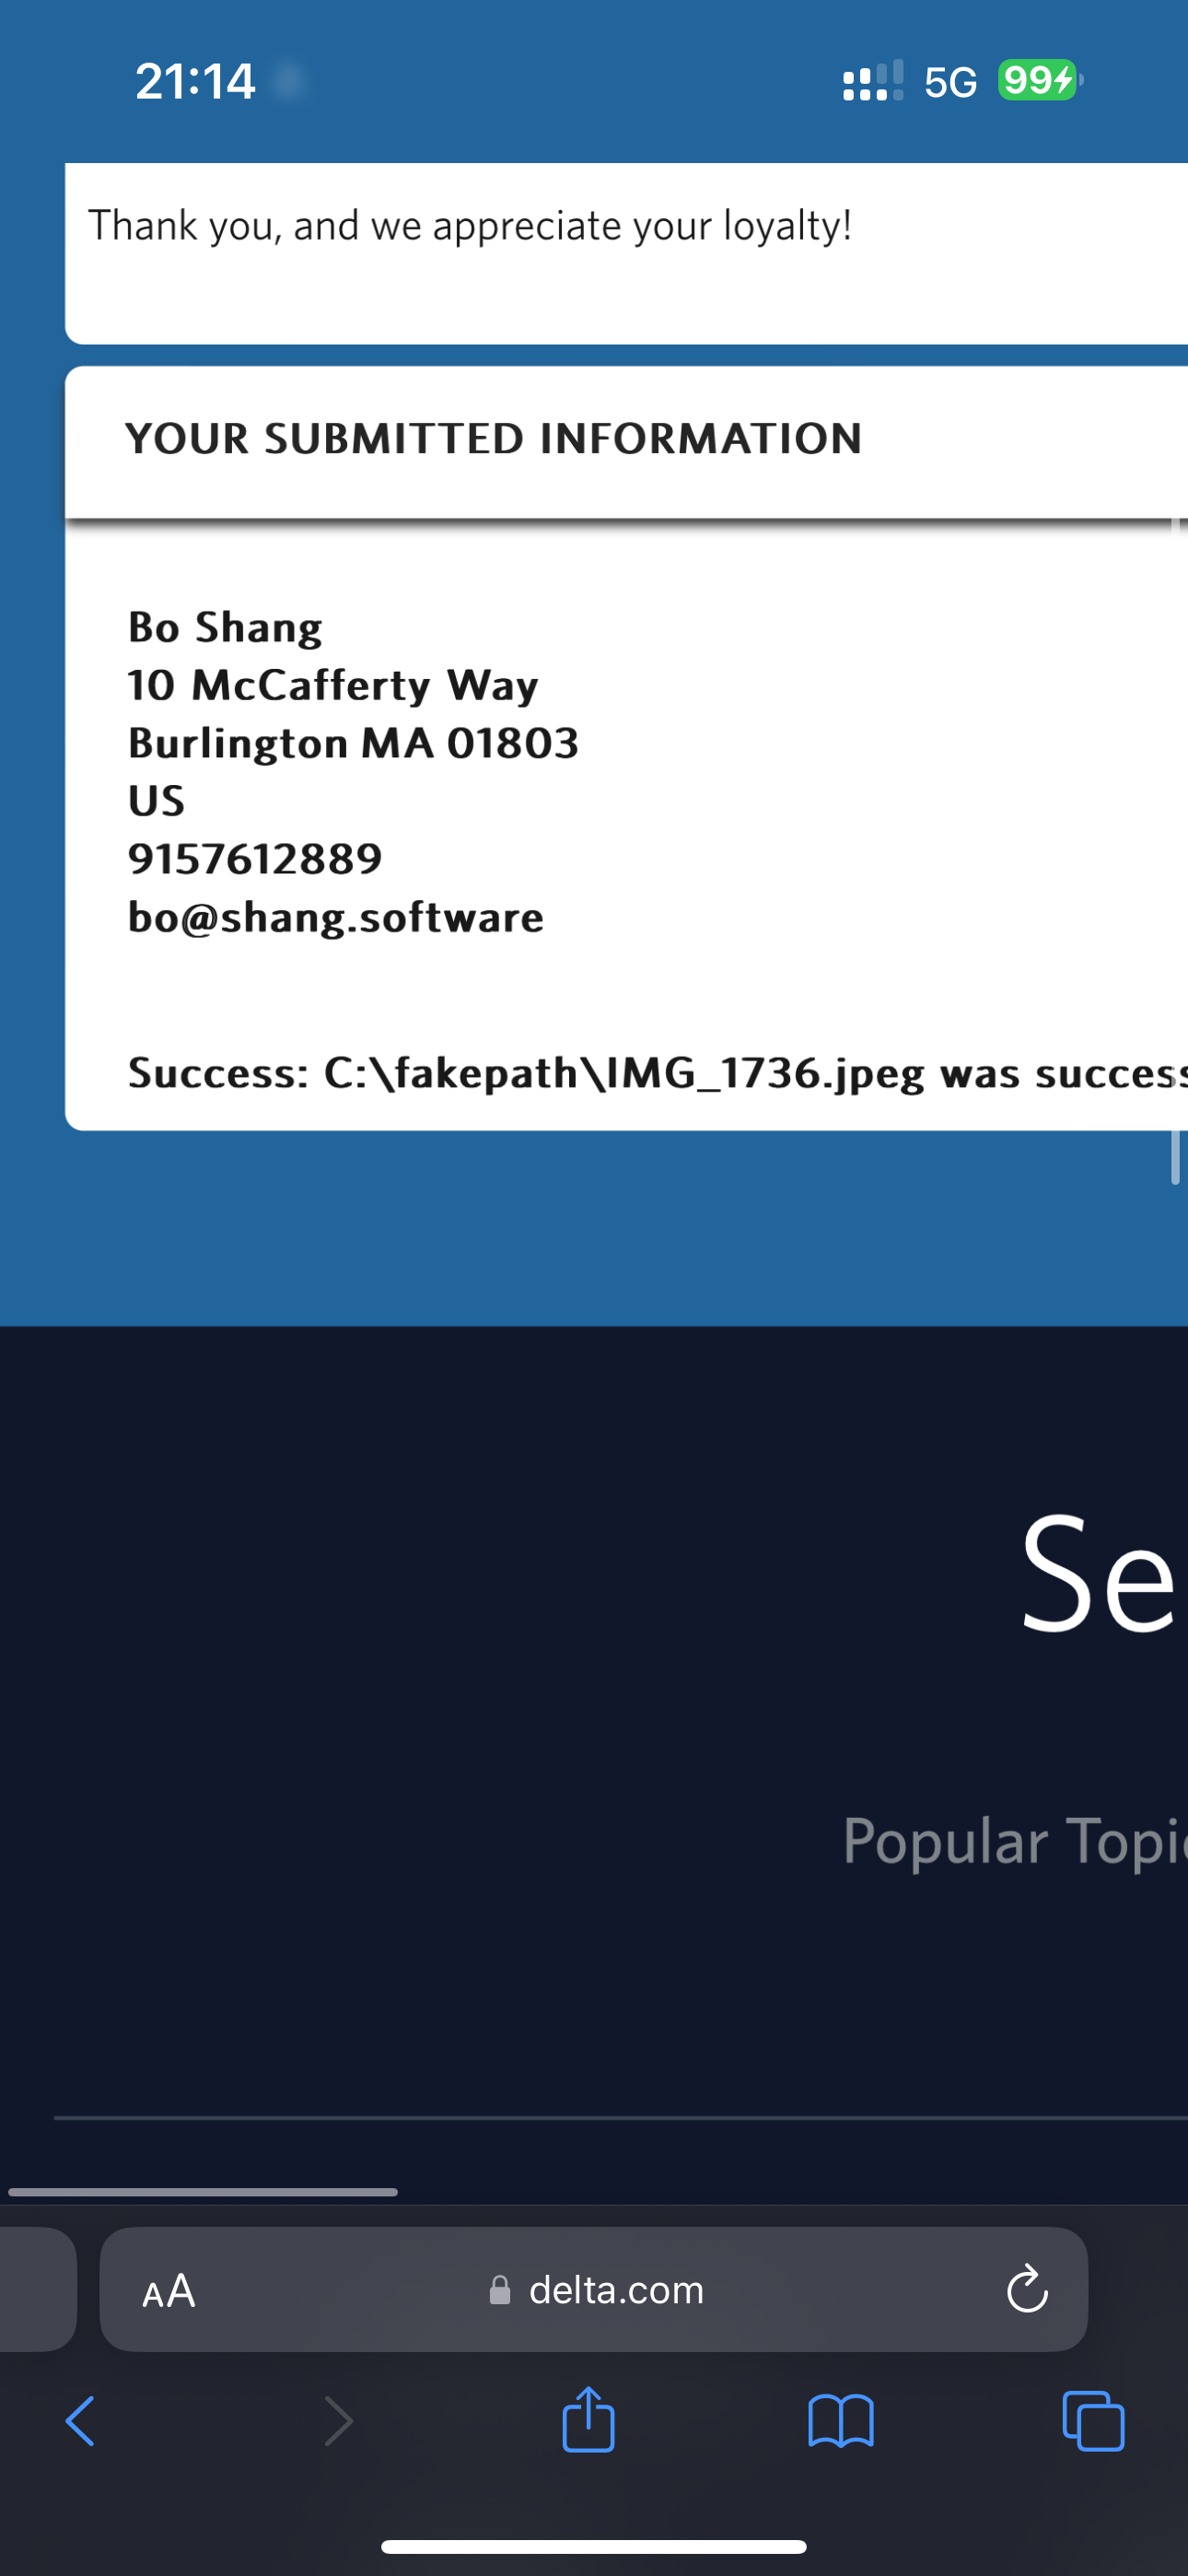 21:14
5G
99
Thank you, and we appreciate your loyalty!
YOUR SUBMITTED INFORMATION
Bo Shang
10 McCafferty Way
Burlington MA 01803
US
9157612889
bo@shang.software
Success: C:\fakepath\IMG_1736.jpeg was success
Se
Popular Topic
AA
delta.com